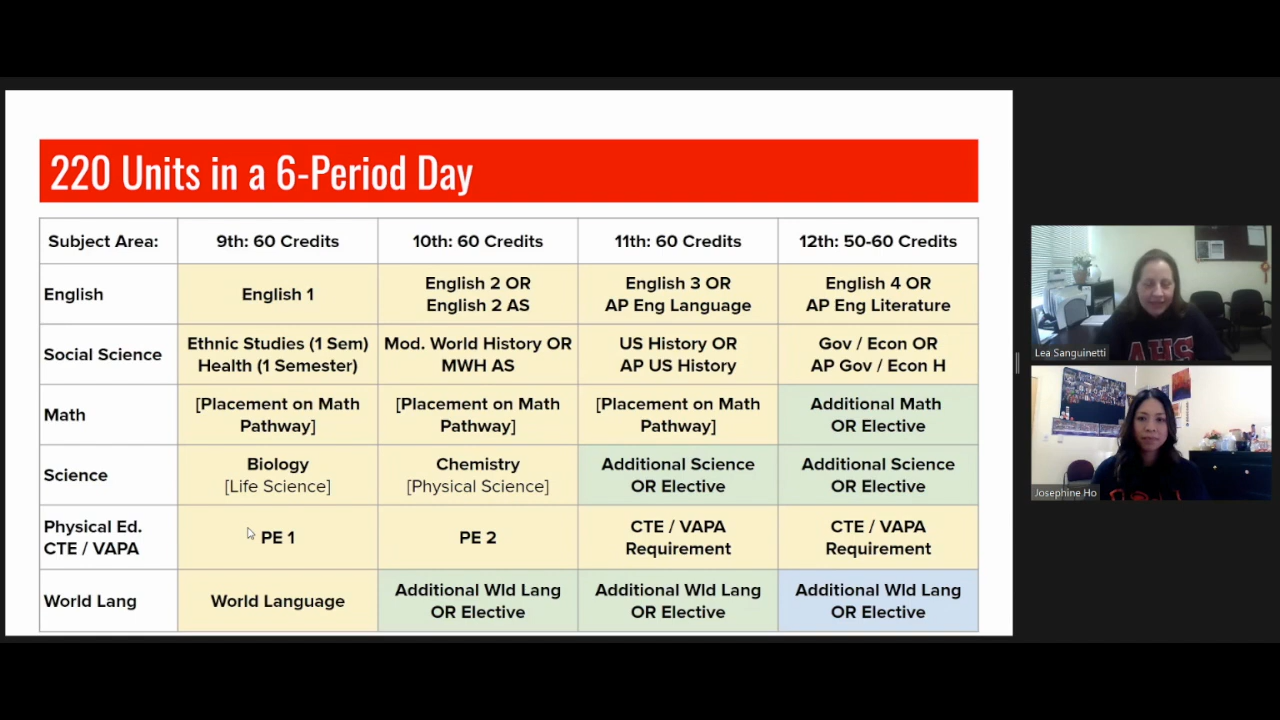 220 Units in a 6-Period Day
Subject Area:
9th: 60 Credits
10th: 60 Credits
11th: 60 Credits
12th: 50-60 Credits
English
English 1
English 2 OR
English 2 AS
English 3 OR
AP Eng Language
English 4 OR
AP Eng Literature
Social Science
Ethnic Studies (1 Sem)
Health (1 Semester)
Mod. World History OR
MWH AS
US History OR
AP US History
Gov / Econ OR
AP Gov / Econ H
Math
[Placement on Math
Pathway]
[Placement on Math
Pathway]
[Placement on Math
Pathway]
Additional Math
OR Elective
Science
Biology
[Life Science]
Chemistry
[Physical Science]
Additional Science
OR Elective
Additional Science
OR Elective
Physical Ed.
CTE / VAPA
PE 1
PE 2
CTE / VAPA
Requirement
CTE / VAPA
Requirement
World Lang
World Language
Additional Wld Lang
OR Elective
Additional Wld Lang
OR Elective
Additional Wld Lang
OR Elective
AHS
Lea Sanguinetti
Josephine Ho